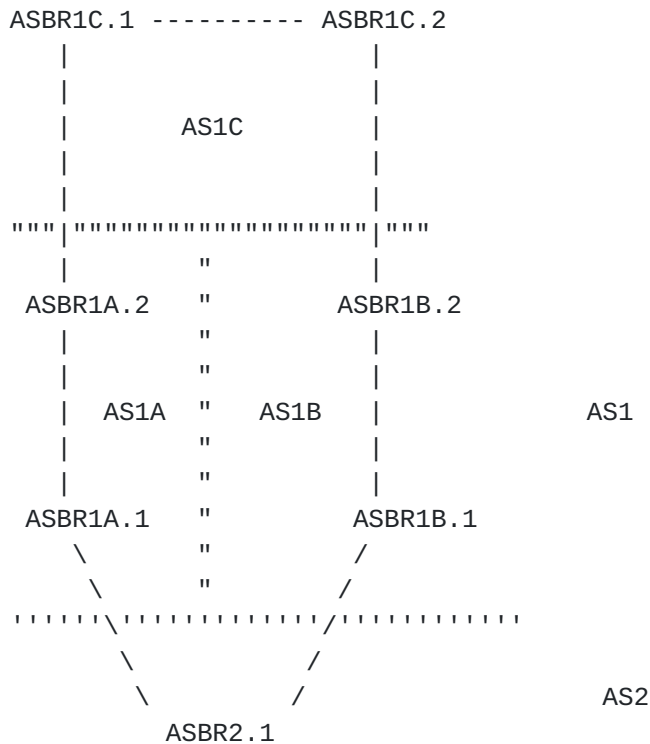 ASBR1C.1 ---------- ASBR1C.2
AS1C
ASBR1A.2 ASBR1B.2
AS1A AS1B AS1
ASBR1A.1 ASBR1B.1
AS2
ASBR2.1